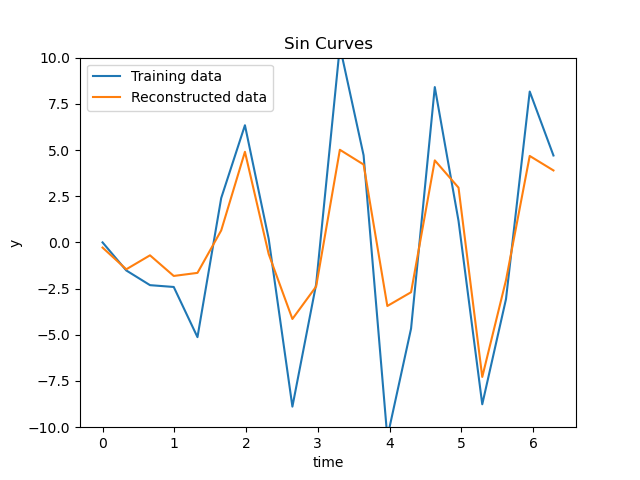 Sin Curves
Training data
Reconstructed data
10.0
7.5
5.0
2.5
0.0
−2.5
−5.0
−7.5
−10.0
y
0 1 2 3 4 5 6
time